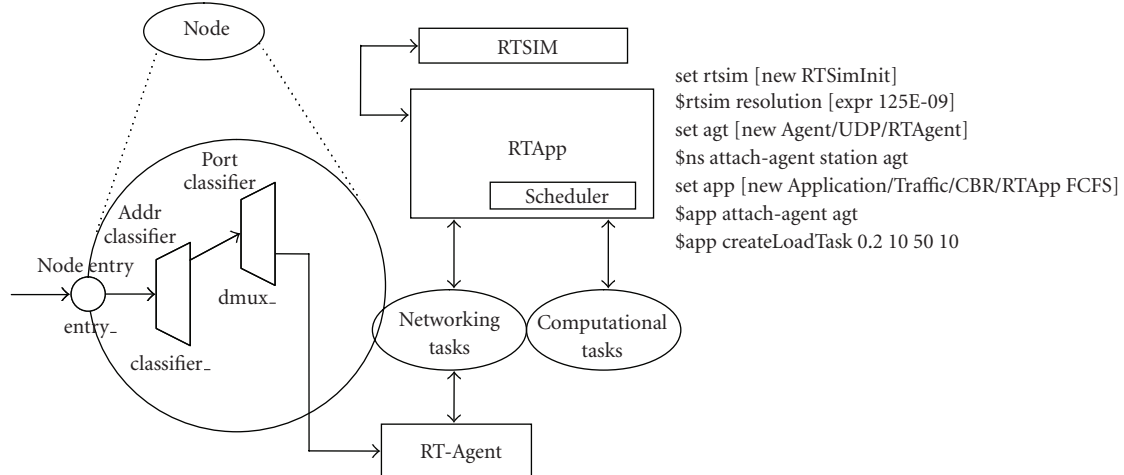 Node
RTSIM
RTApp
Scheduler
set rtsim [new RTSimInit]
$rtsim resolution [expr 125E-09]
set agt [new Agent/UDP/RTAgent]
$ns attach-agent station agt
set app [new Application/Traffic/CBR/RTApp FCFS]
$app attach-agent agt
$app createLoadTask 0.2 10 50 10
Port
classifier
Addr
classifier
Node entry
entry_
dmux_
classifier_
Networking
tasks
Computational
tasks
RT-Agent